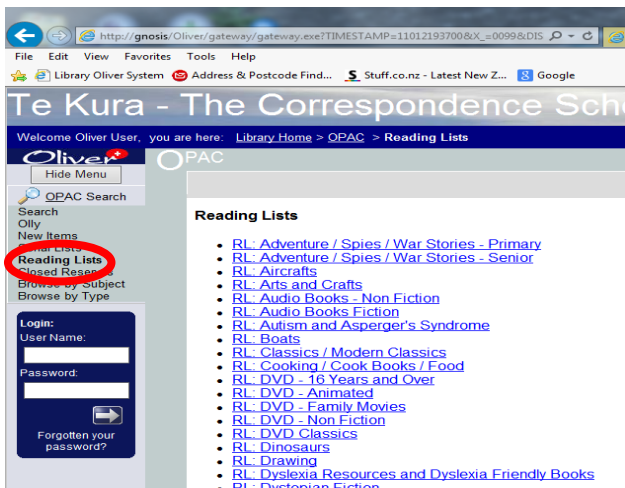 http://gnosis/Oliver/gateway/gateway.exe?TIMESTAMP=11012193700&X_=0099&DIS
File Edit View Favorites Tools Help
Library Oliver System Address & Postcode Find... Stuff.co.nz - Latest New Z... Google
Te Kura - The Correspondence Sch
Welcome Oliver User, you are here: Library Home > OPAC > Reading Lists
Oliver
OPAC
Hide Menu
OPAC Search
Search
Olly
New Items
Serial Lists
Reading Lists
Closed Reserve
Browse by Subject
Browse by Type
Login:
User Name:
Password:
Forgotten your
password?
Reading Lists
• RL: Adventure / Spies / War Stories - Primary
• RL: Adventure / Spies / War Stories - Senior
• RL: Aircrafts
• RL: Arts and Crafts
• RL: Audio Books - Non Fiction
• RL: Audio Books Fiction
• RL: Autism and Asperger's Syndrome
• RL: Boats
• RL: Classics / Modern Classics
• RL: Cooking / Cook Books / Food
• RL: DVD - 16 Years and Over
• RL: DVD - Animated
• RL: DVD - Family Movies
• RL: DVD - Non Fiction
• RL: DVD Classics
• RL: Dinosaurs
• RL: Drawing
• RL: Dyslexia Resources and Dyslexia Friendly Books
• RL: Dystopian Fiction